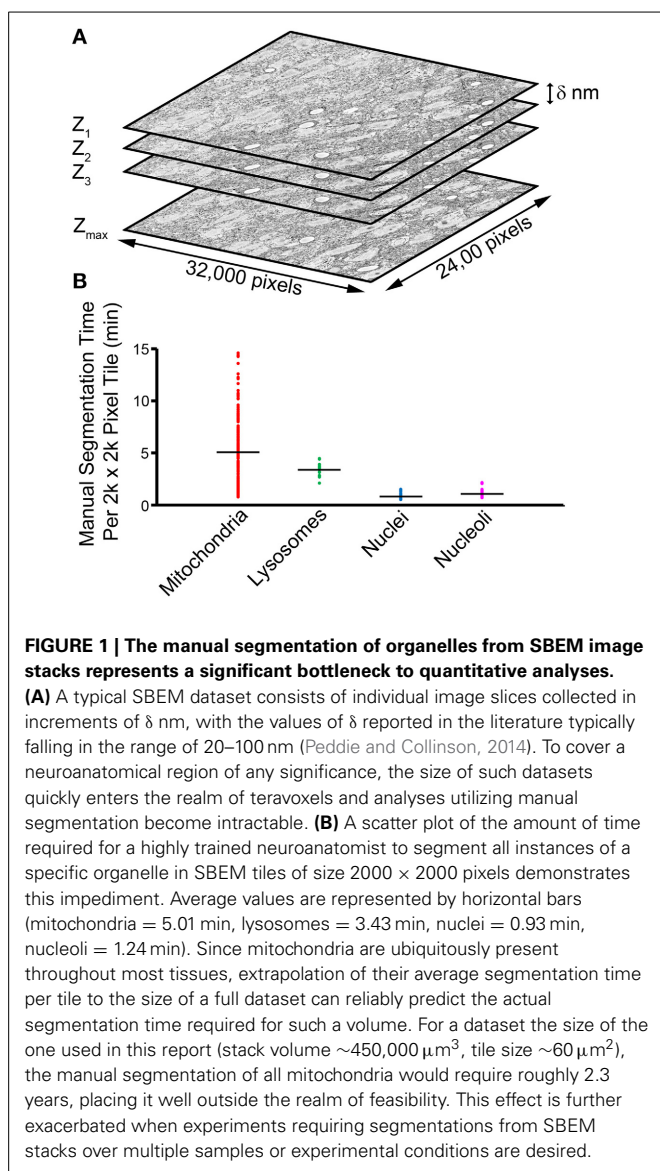 A
δ nm
Z1
Z2
Z3
Zmax
32,000 pixels
24,00 pixels
B
Manual Segmentation Time
Per 2k x 2k Pixel Tile (min)
15
10
5
0
Mitochondria
Lysosomes
Nuclei
Nucleoli
FIGURE 1 | The manual segmentation of organelles from SBEM image
stacks represents a significant bottleneck to quantitative analyses.
(A) A typical SBEM dataset consists of individual image slices collected in
increments of δ nm, with the values of δ reported in the literature typically
falling in the range of 20–100 nm (Peddie and Collinson, 2014). To cover a
neuroanatomical region of any significance, the size of such datasets
quickly enters the realm of teravoxels and analyses utilizing manual
segmentation become intractable. (B) A scatter plot of the amount of time
required for a highly trained neuroanatomist to segment all instances of a
specific organelle in SBEM tiles of size 2000 × 2000 pixels demonstrates
this impediment. Average values are represented by horizontal bars
(mitochondria = 5.01 min, lysosomes = 3.43 min, nuclei = 0.93 min,
nucleoli = 1.24 min). Since mitochondria are ubiquitously present
throughout most tissues, extrapolation of their average segmentation time
per tile to the size of a full dataset can reliably predict the actual
segmentation time required for such a volume. For a dataset the size of the
one used in this report (stack volume ~450,000 μm³, tile size ~60 μm²),
the manual segmentation of all mitochondria would require roughly 2.3
years, placing it well outside the realm of feasibility. This effect is further
exacerbated when experiments requiring segmentations from SBEM
stacks over multiple samples or experimental conditions are desired.